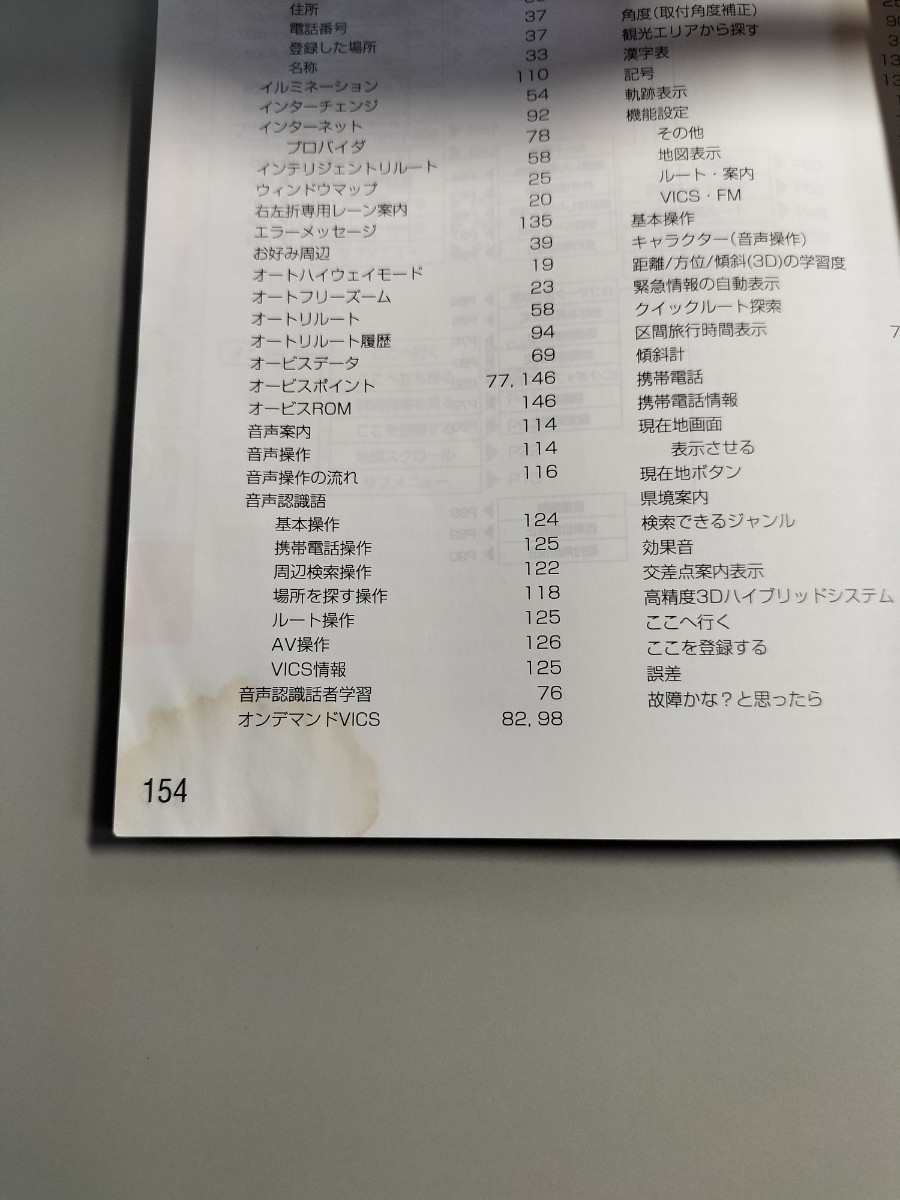 住所
電話番号 37
登録した場所 37
名称 33
イルミネーション 110
インターチェンジ 54
インターネット 92
プロバイダ 78
インテリジェントリルート 58
ウィンドウマップ 25
右左折専用レーン案内 20
エラーメッセージ 135
お好み周辺 39
オートハイウェイモード 19
オートフリーズーム 23
オートリルート 58
オートリルート履歴 94
オービスデータ 69
オービスポイント 77, 146
オービスROM 146
音声案内 114
音声操作 114
音声操作の流れ 116
音声認識語
基本操作 124
携帯電話操作 125
周辺検索操作 122
場所を探す操作 118
ルート操作 125
AV操作 126
VICS情報 125
音声認識話者学習 76
オンデマンドVICS 82, 98
角度(取付角度補正)
観光エリアから探す
漢字表
記号
軌跡表示
機能設定
その他
地図表示
ルート・案内
VICS・FM
基本操作
キャラクター(音声操作)
距離/方位/傾斜(3D)の学習度
緊急情報の自動表示
クイックルート探索
区間旅行時間表示
傾斜計
携帯電話
携帯電話情報
現在地画面
表示させる
現在地ボタン
県境案内
検索できるジャンル
効果音
交差点案内表示
高精度3Dハイブリッドシステム
ここへ行く
ここを登録する
誤差
故障かな？と思ったら
154